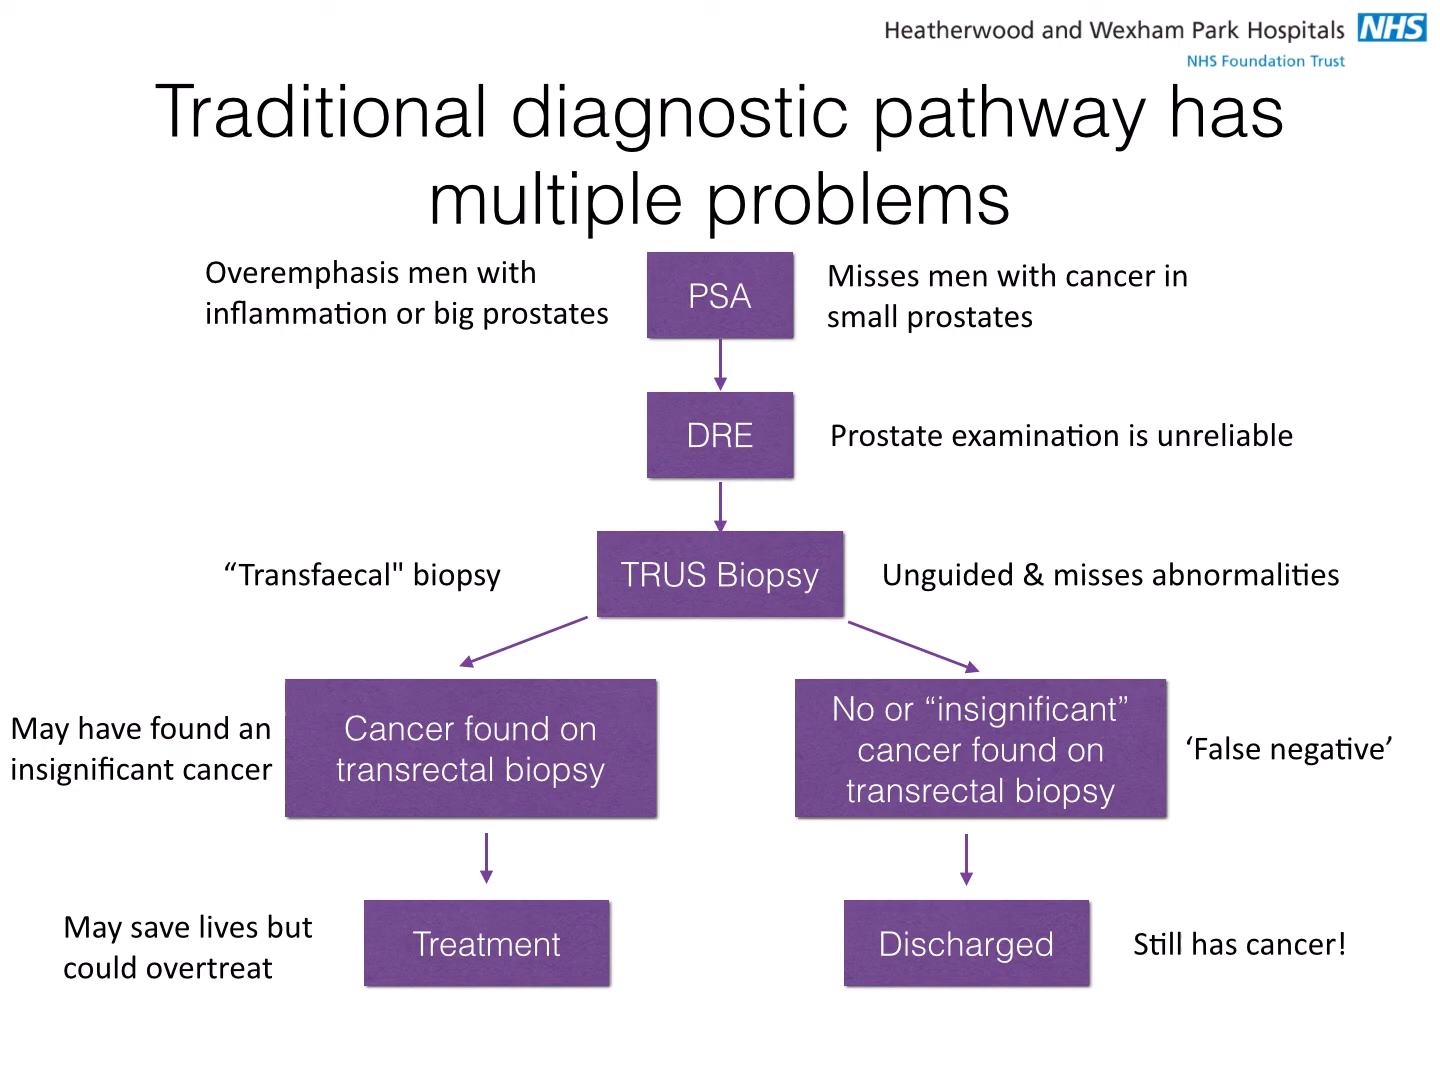 Heatherwood and Wexham Park Hospitals NHS
NHS Foundation Trust
Traditional diagnostic pathway has
multiple problems
Overemphasis men with
inflammation or big prostates
PSA
Misses men with cancer in
small prostates
DRE
Prostate examination is unreliable
“Transfaecal" biopsy
TRUS Biopsy
Unguided & misses abnormalities
May have found an
insignificant cancer
Cancer found on
transrectal biopsy
No or “insignificant”
cancer found on
transrectal biopsy
‘False negative’
May save lives but
could overtreat
Treatment
Discharged
Still has cancer!